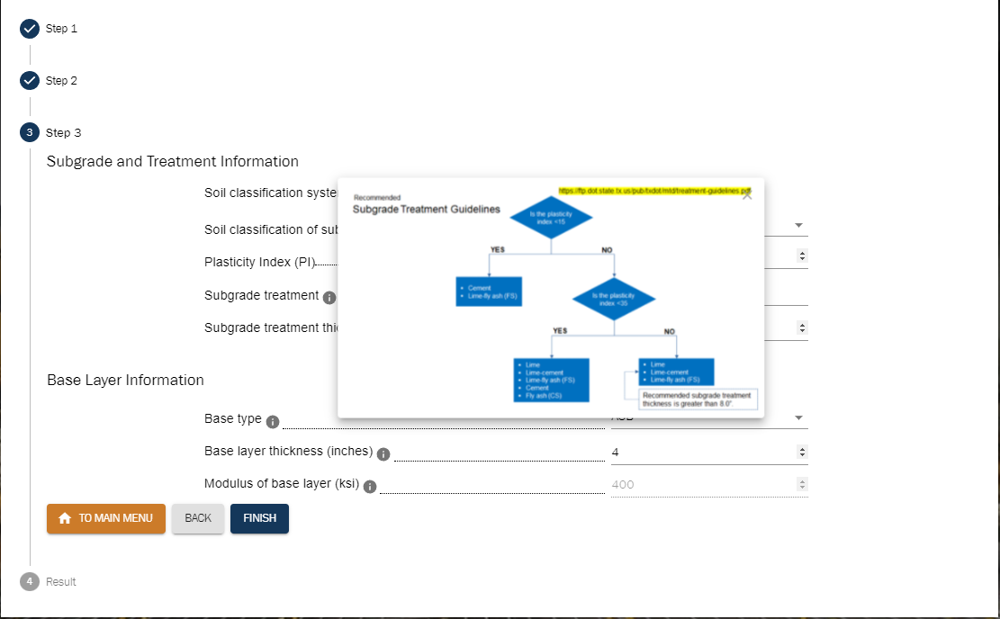 Step 1
Step 2
3 Step 3
Subgrade and Treatment Information
Soil classification syste
Soil classification of sub
Plasticity Index (PI)
Subgrade treatment i
Subgrade treatment thi
https://ftp.dot.state.tx.us/pub/txdot/mtd/treatment-guidelines.pdf
Recommended
Subgrade Treatment Guidelines
Is the plasticity
index <15
YES
NO
• Cement
• Lime-fly ash (FS)
Is the plasticity
index <35
YES
NO
• Lime
• Lime-cement
• Lime-fly ash (FS)
• Cement
• Fly ash (CS)
• Lime
• Lime-cement
• Lime-fly ash (FS)
Recommended subgrade treatment
thickness is greater than 8.0".
Base Layer Information
Base type i
Base layer thickness (inches) i 4
Modulus of base layer (ksi) i 400
TO MAIN MENU BACK FINISH
4 Result